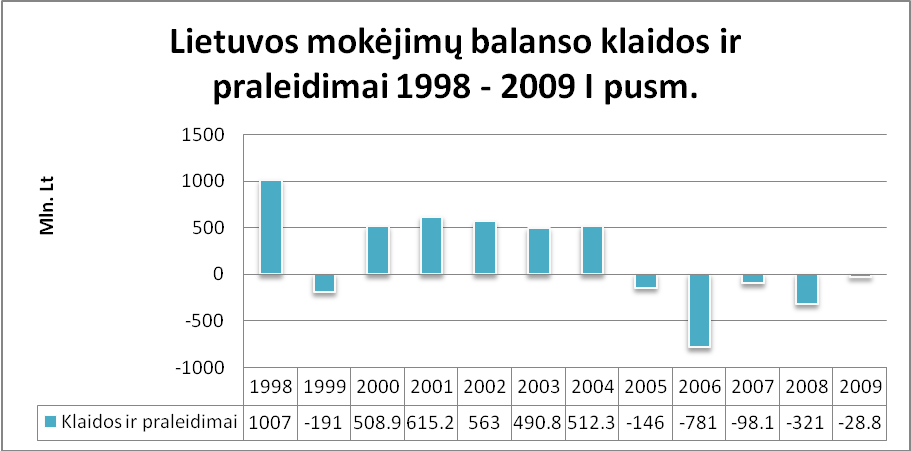 Lietuvos mokėjimų balanso klaidos ir
praleidimai 1998 - 2009 I pusm.
Mln. Lt
1500
1000
500
0
-500
-1000
1998 1999 2000 2001 2002 2003 2004 2005 2006 2007 2008 2009
Klaidos ir praleidimai 1007 -191 508.9 615.2 563 490.8 512.3 -146 -781 -98.1 -321 -28.8